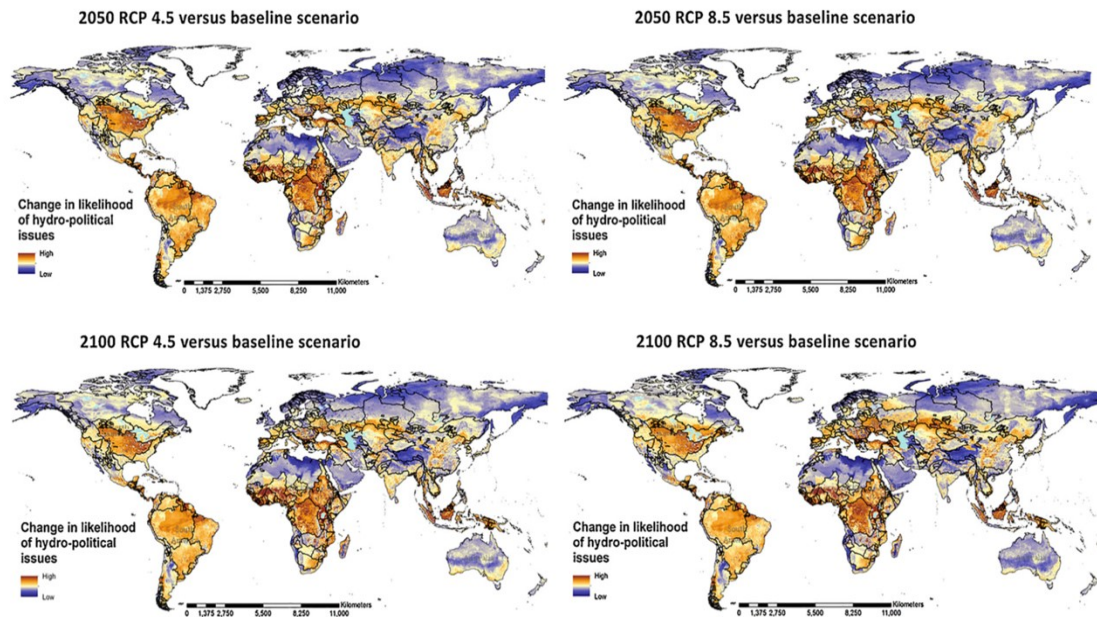 2050 RCP 4.5 versus baseline scenario
Change in likelihood
of hydro-political
issues
High
Low
Kilometers
0 1,375 2,750 5,500 8,250 11,000
2050 RCP 8.5 versus baseline scenario
Change in likelihood
of hydro-political
issues
High
Low
Kilometers
0 1,375 2,750 5,500 8,250 11,000
2100 RCP 4.5 versus baseline scenario
Change in likelihood
of hydro-political
issues
High
Low
Kilometers
0 1,375 2,750 5,500 8,250 11,000
2100 RCP 8.5 versus baseline scenario
Change in likelihood
of hydro-political
issues
High
Low
Kilometers
0 1,375 2,750 5,500 8,250 11,000